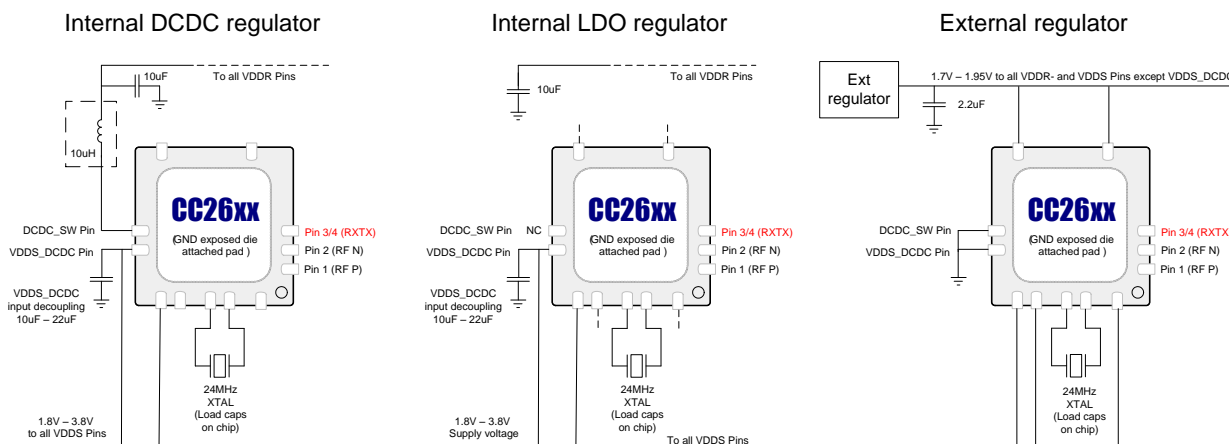 Internal DCDC regulator
10uF
To all VDDR Pins
10uH
CC26xx
(GND exposed die
attached pad )
DCDC_SW Pin
VDDS_DCDC Pin
Pin 3/4 (RXTX)
Pin 2 (RF N)
Pin 1 (RF P)
VDDS_DCDC
input decoupling
10uF – 22uF
24MHz
XTAL
(Load caps
on chip)
1.8V – 3.8V
to all VDDS Pins
Internal LDO regulator
10uF
To all VDDR Pins
CC26xx
(GND exposed die
attached pad )
DCDC_SW Pin
NC
VDDS_DCDC Pin
Pin 3/4 (RXTX)
Pin 2 (RF N)
Pin 1 (RF P)
VDDS_DCDC
input decoupling
10uF – 22uF
24MHz
XTAL
(Load caps
on chip)
1.8V – 3.8V
Supply voltage
To all VDDS Pins
External regulator
Ext
regulator
1.7V – 1.95V to all VDDR- and VDDS Pins except VDDS_DCDC
2.2uF
CC26xx
(GND exposed die
attached pad )
DCDC_SW Pin
VDDS_DCDC Pin
Pin 3/4 (RXTX
Pin 2 (RF N)
Pin 1 (RF P)
24MHz
XTAL
(Load caps
on chip)